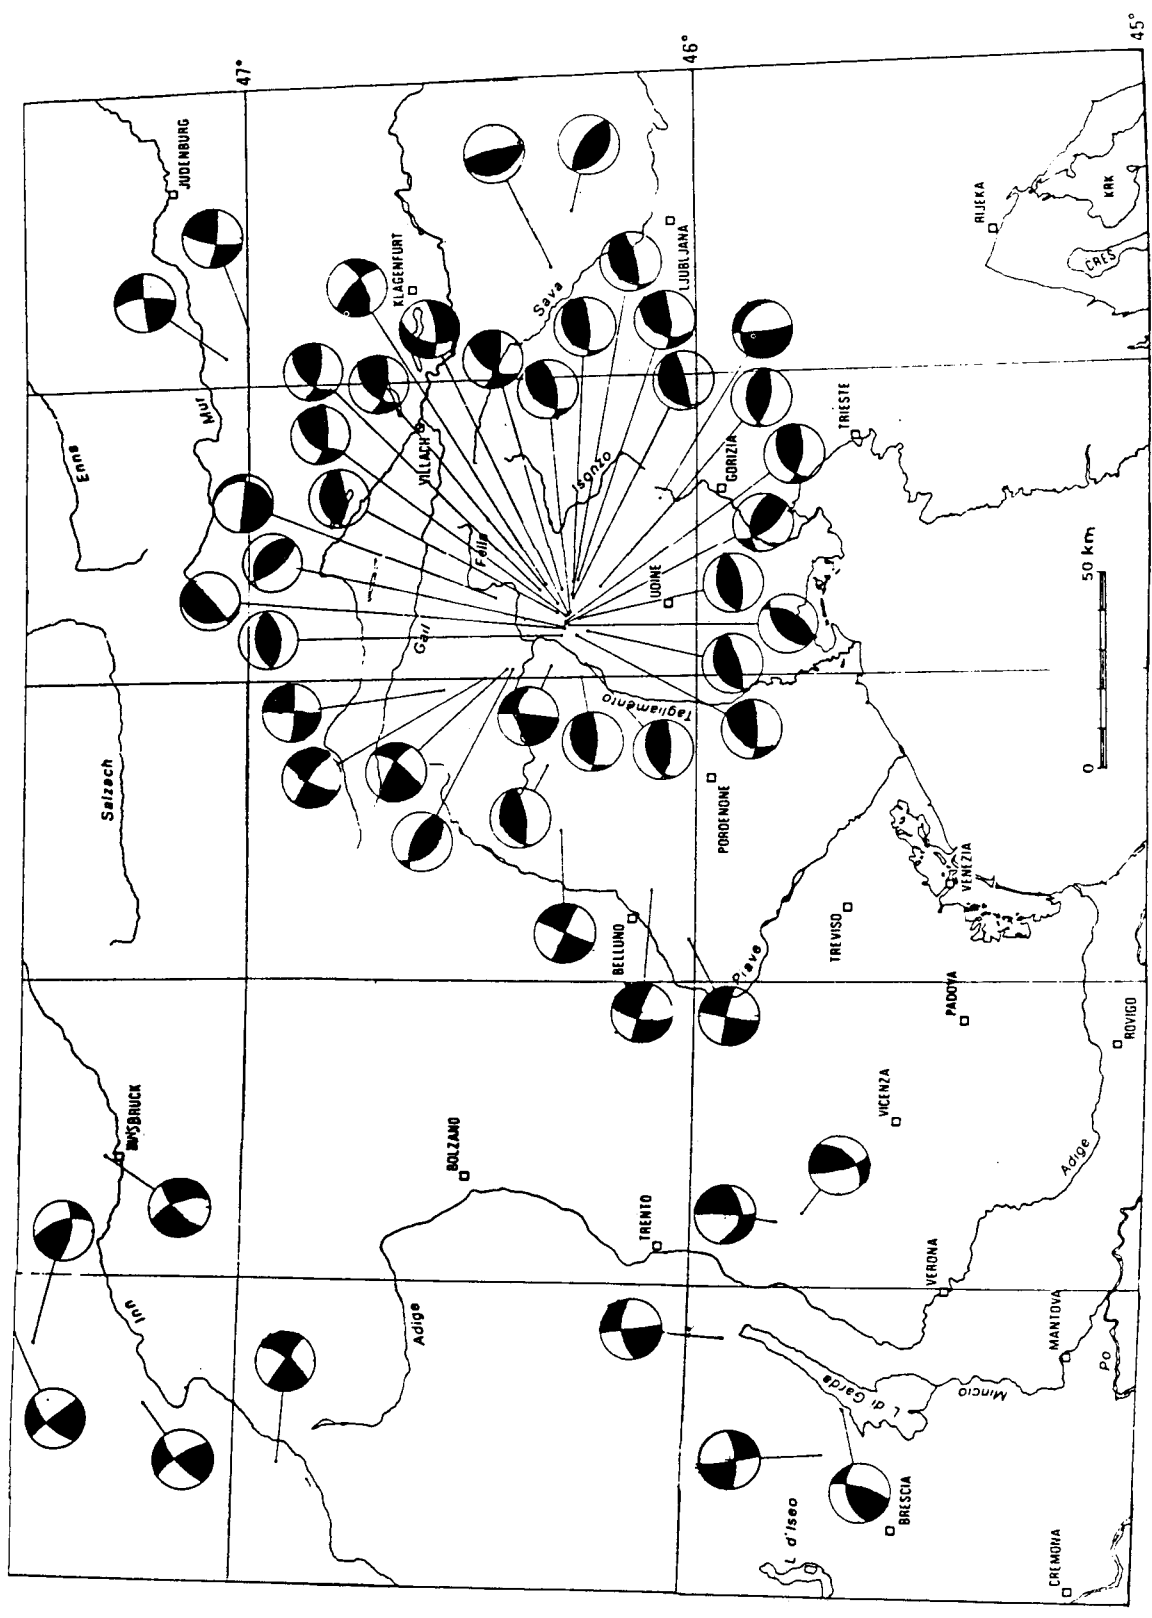 47°
46°
45°
JUDENBURG
Enns
Mur
Salzach
KLAGENFURT
VILLACH
Sava
LJUBLJANA
RIJEKA
KRK
CRES
Isonzo
Fella
Gail
GORIZIA
TRIESTE
UDINE
Tagliamento
PORDENONE
50 km
0
BELLUNO
Piave
TREVISO
VENEZIA
PADOVA
ROVIGO
INNSBRUCK
Inn
BOLZANO
Adige
TRENTO
VICENZA
Adige
VERONA
MANTOVA
Po
Mincio
L di Garda
L d'Iseo
BRESCIA
CREMONA